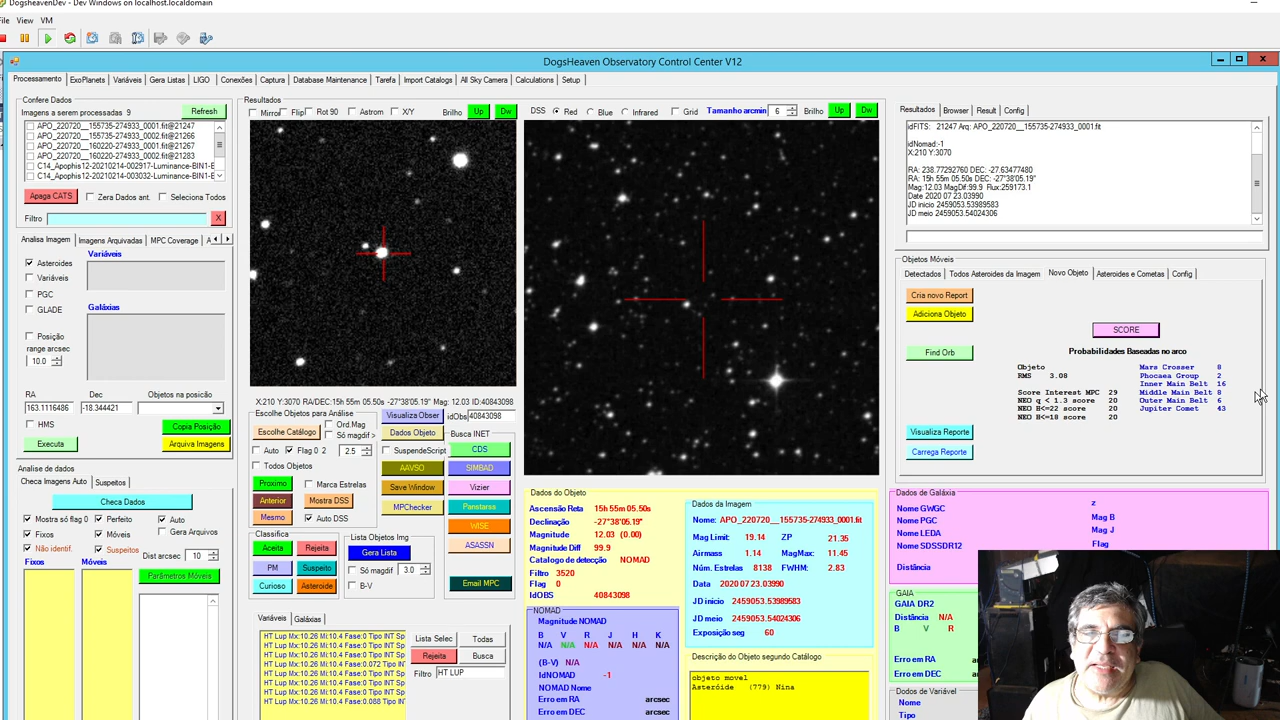 DogsheavenDev - Dev Windows on localhost.localdomain
File View VM
DogsHeaven Observatory Control Center V12
Processamento ExoPlanets Variáveis Gera Listas LIGO Conexões Captura Database Maintenance Tarefa Import Catalogs All Sky Camera Calculations Setup
Confere Dados
Imagens a serem processadas 9 Refresh
APO_220720__155735-274933_0001.fit@21247
APO_220720__155735-274933_0002.fit@21266
APO_220720__160220-274933_0001.fit@21267
APO_220720__160220-274933_0002.fit@21283
C14_Apophis12-20210214-002917-Luminance-BIN1-E
C14_Apophis12-20210214-003032-Luminance-BIN1-E
Apaga CATS Zera Dados ant. Seleciona Todos
Filtro X
Analisa Imagem Imagens Arquivadas MPC Coverage A
Variáveis
Asteroides
Variáveis
PGC
GLADE
Galáxias
Posição
range arcsec
10.0
RA DEC Objetos na posição
163.1116486 -18.344421
HMS Copia Posição
Executa Arquiva Imagens
Analise de dados
Checa Imagens Auto Suspeitos
Checa Dados
Mostra só flag 0 Perfeito Auto
Fixos Móveis Gera Arquivos
Não identif. Suspeitos Dist arcsec 10
Fixos Móveis Parâmetros Móveis
Resultados
Mirror Flip Rot 90 Astrom X/Y Brilho Up Dw
X:210 Y:3070 RA:15h 55m 05.50s DEC:-27°38'05.19" Mag: 12.03 ID:40843098
Escolhe Objetos para Análise
Escolhe Catálogo Ord.Mag
Só magdif >
Auto Flag 0 2 2.5
Todos Objetos
Proximo Marca Estrelas
Anterior Mostra DSS
Mesmo Auto DSS
Classifica
Aceita Rejeita
PM Suspeito
Curioso Asteroide
Visualiza Obser idObs 40843098
Dados Objeto Busca INET
SuspendeScript CDS
AAVSO SIMBAD
Save Window Vizier
MPChecker Panstarss
WISE
ASASSN
Lista Objetos Img
Gera Lista
Só magdif 3.0
B-V
Email MPC
Variáveis Galáxias
HT Lup Mx:10.26 Mi:10.4 Fase:0 Tipo INT Sp
HT Lup Mx:10.26 Mi:10.4 Fase:0 Tipo INT Sp
HT Lup Mx:10.26 Mi:10.4 Fase:0 Tipo INT Sp
HT Lup Mx:10.26 Mi:10.4 Fase:0.072 Tipo INT
HT Lup Mx:10.26 Mi:10.4 Fase:0 Tipo INT Sp
HT Lup Mx:10.26 Mi:10.4 Fase:0 Tipo INT Sp
HT Lup Mx:10.26 Mi:10.4 Fase:0 Tipo INT Sp
HT Lup Mx:10.26 Mi:10.4 Fase:0.088 Tipo INT
Lista Selec Todas
Rejeita Busca
Filtro HT LUP
DSS Red Blue Infrared Grid Tamanho arcmin 6 Brilho Up Dw
Dados do Objeto
Ascensão Reta 15h 55m 05.50s
Declinação -27°38'05.19"
Magnitude 12.03 (0.00)
Magnitude Diff 99.9
Catalogo de detecção NOMAD
Filtro 3520
Flag 0
IdOBS 40843098
NOMAD
Magnitude NOMAD
B V R J H K
N/A N/A N/A N/A N/A N/A
(B-V) N/A
IdNOMAD -1
NOMAD Nome
Erro em RA arcsec
Erro em DEC arcsec
Dados da Imagem
Nome: APO_220720__155735-274933_0001.fit
Mag Limit: 19.14 ZP 21.35
Airmass 1.14 MagMax: 11.45
Núm. Estrelas 8138 FWHM: 2.83
Data 2020 07 23.03990
JD inicio 2459053.53989583
JD meio 2459053.54024306
Exposição seg 60
Descrição do Objeto segundo Catálogo
objeto movel
Asteróide (779) Nina
Resultados Browser Result Config
idFITS: 21247 Arq: APO_220720__155735-274933_0001.fit
idNomad:-1
X:210 Y:3070
RA: 238.77292760 DEC: -27.63477480
RA: 15h 55m 05.50s DEC: -27°38'05.19"
Mag:12.03 MagDif:99.9 Flux:259173.1
Date 2020 07 23.03990
JD inicio 2459053.53989583
JD meio 2459053.54024306
Objetos Móveis
Detectados Todos Asteroides da Imagem Novo Objeto Asteroides e Cometas Config
Cria novo Report
Adiciona Objeto
SCORE
Find Orb
Probabilidades Baseadas no arco
Objeto
RMS 3.08
Score Interest MPC 29
NEO q < 1.3 score 20
NEO H<=22 score 20
NEO H<=18 score 20
Mars Crosser 8
Phocaea Group 2
Inner Main Belt 16
Middle Main Belt 8
Outer Main Belt 6
Jupiter Comet 43
Visualiza Reporte
Carrega Reporte
Dados de Galáxia
Nome GWGC z
Nome PGC Mag B
Nome LEDA Mag J
Nome SDSSDR12 Flag
Distância
GAIA
GAIA DR2
Distância N/A
B V R
Erro em RA
Erro em DEC
Dados de Variável
Nome
Tipo